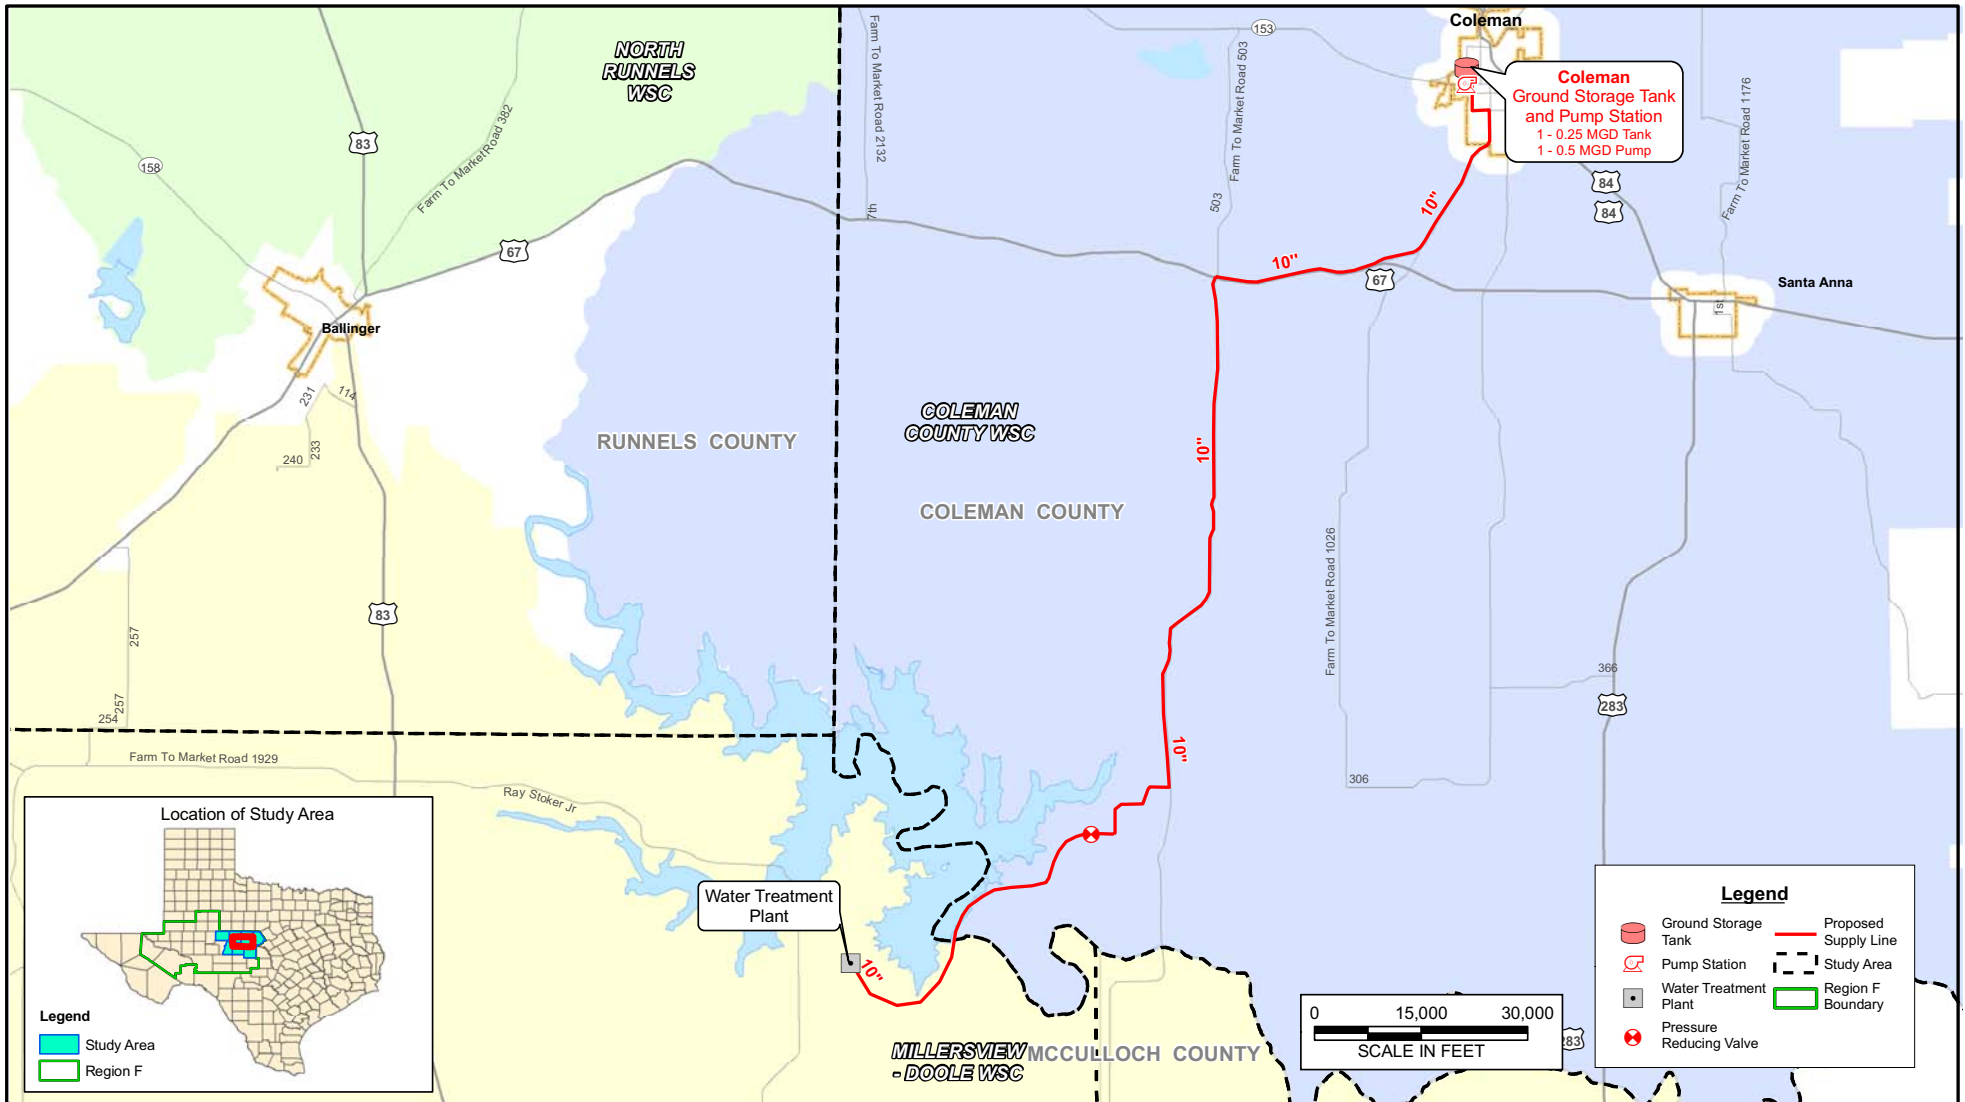 NORTH
RUNNELS
WSC
83
158
Farm To Market Road 382
67
Ballinger
231
114
240
233
Farm To Market Road 2132
153
Farm To Market Road 503
503
Coleman
Coleman
Ground Storage Tank
and Pump Station
1 - 0.25 MGD Tank
1 - 0.5 MGD Pump
Farm To Market Road 1176
84
84
10"
10"
67
Santa Anna
1st
RUNNELS COUNTY
COLEMAN
COUNTY WSC
COLEMAN COUNTY
10"
Farm To Market Road 1026
83
257
257
254
Farm To Market Road 1929
Ray Stoker Jr
366
283
306
10"
Water Treatment
Plant
10"
MILLERSVIEW
- DOOLE WSC
MCCULLOCH COUNTY
Location of Study Area
Legend
Study Area
Region F
0 15,000 30,000
SCALE IN FEET
283
Legend
Ground Storage
Tank
Proposed
Supply Line
Pump Station
Study Area
Water Treatment
Plant
Region F
Boundary
Pressure
Reducing Valve